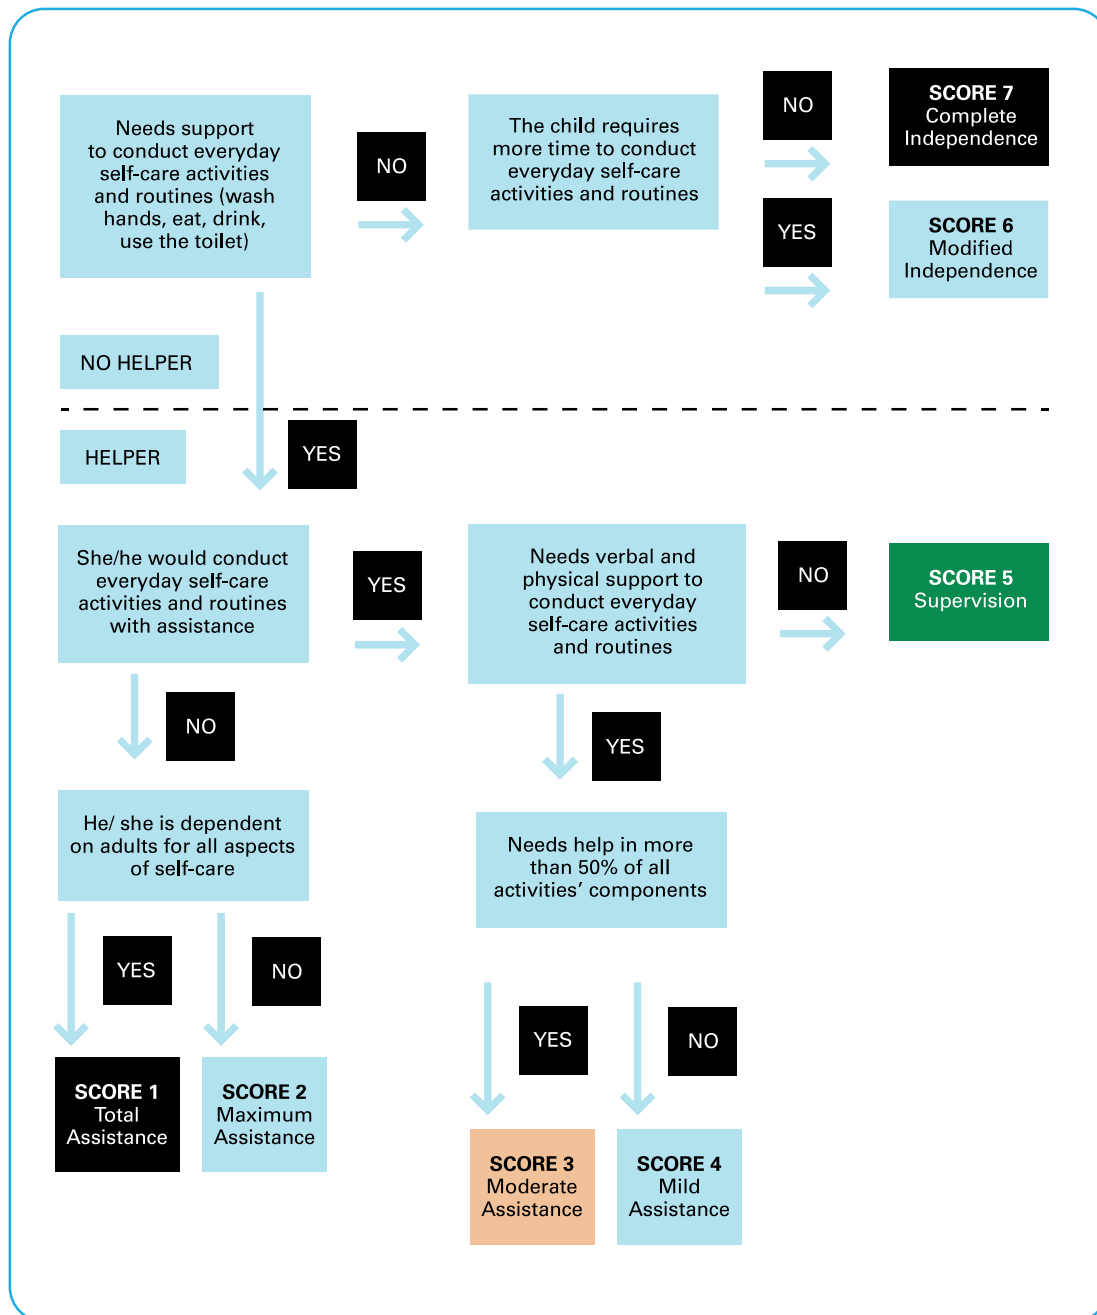 Needs support
to conduct everyday
self-care activities
and routines (wash
hands, eat, drink,
use the toilet)
NO
The child requires
more time to conduct
everyday self-care
activities and routines
NO
SCORE 7
Complete
Independence
YES
SCORE 6
Modified
Independence
NO HELPER
HELPER
YES
She/he would conduct
everyday self-care
activities and routines
with assistance
YES
Needs verbal and
physical support to
conduct everyday
self-care activities
and routines
NO
SCORE 5
Supervision
NO
YES
He/ she is dependent
on adults for all aspects
of self-care
Needs help in more
than 50% of all
activities’ components
YES
NO
YES
NO
SCORE 1
Total
Assistance
SCORE 2
Maximum
Assistance
SCORE 3
Moderate
Assistance
SCORE 4
Mild
Assistance